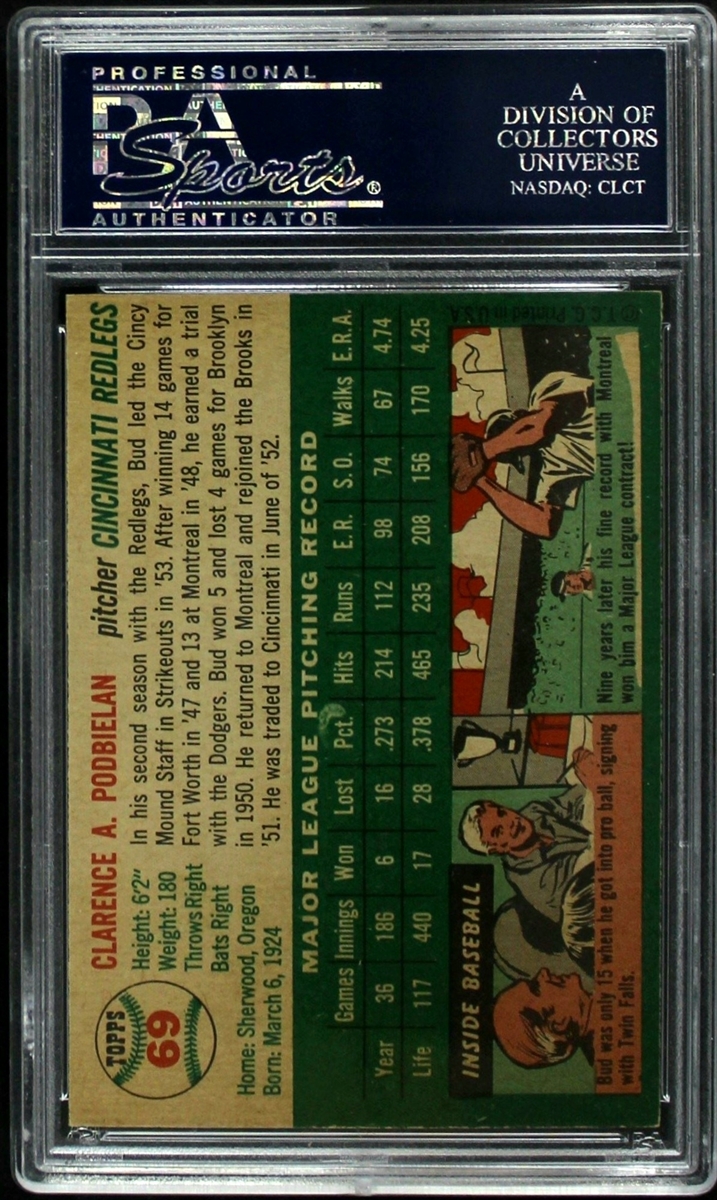 PROFESSIONAL
PSA
Sports®
AUTHENTICATOR
A
DIVISION OF
COLLECTORS
UNIVERSE
NASDAQ: CLCT
TOPPS
69
CLARENCE A. PODBIELAN pitcher CINCINNATI REDLEGS
Height: 6'2"
Weight: 180
Throws Right
Bats Right
Home: Sherwood, Oregon
Born: March 6, 1924
In his second season with the Redlegs, Bud led the Cincy
Mound Staff in Strikeouts in '53. After winning 14 games for
Fort Worth in '47 and 13 at Montreal in '48, he earned a trial
with the Dodgers. Bud won 5 and lost 4 games for Brooklyn
in 1950. He returned to Montreal and rejoined the Brooks in
'51. He was traded to Cincinnati in June of '52.
MAJOR LEAGUE PITCHING RECORD
Games Innings Won Lost Pct. Hits Runs E.R. S.O. Walks E.R.A.
Year 36 186 6 16 .273 214 112 98 74 67 4.74
Life 117 440 17 28 .378 465 235 208 156 170 4.25
INSIDE BASEBALL
Bud was only 15 when he got into pro ball, signing
with Twin Falls.
Nine years later his fine record with Montreal
won him a Major League contract!
© T.C.G. Printed in U.S.A